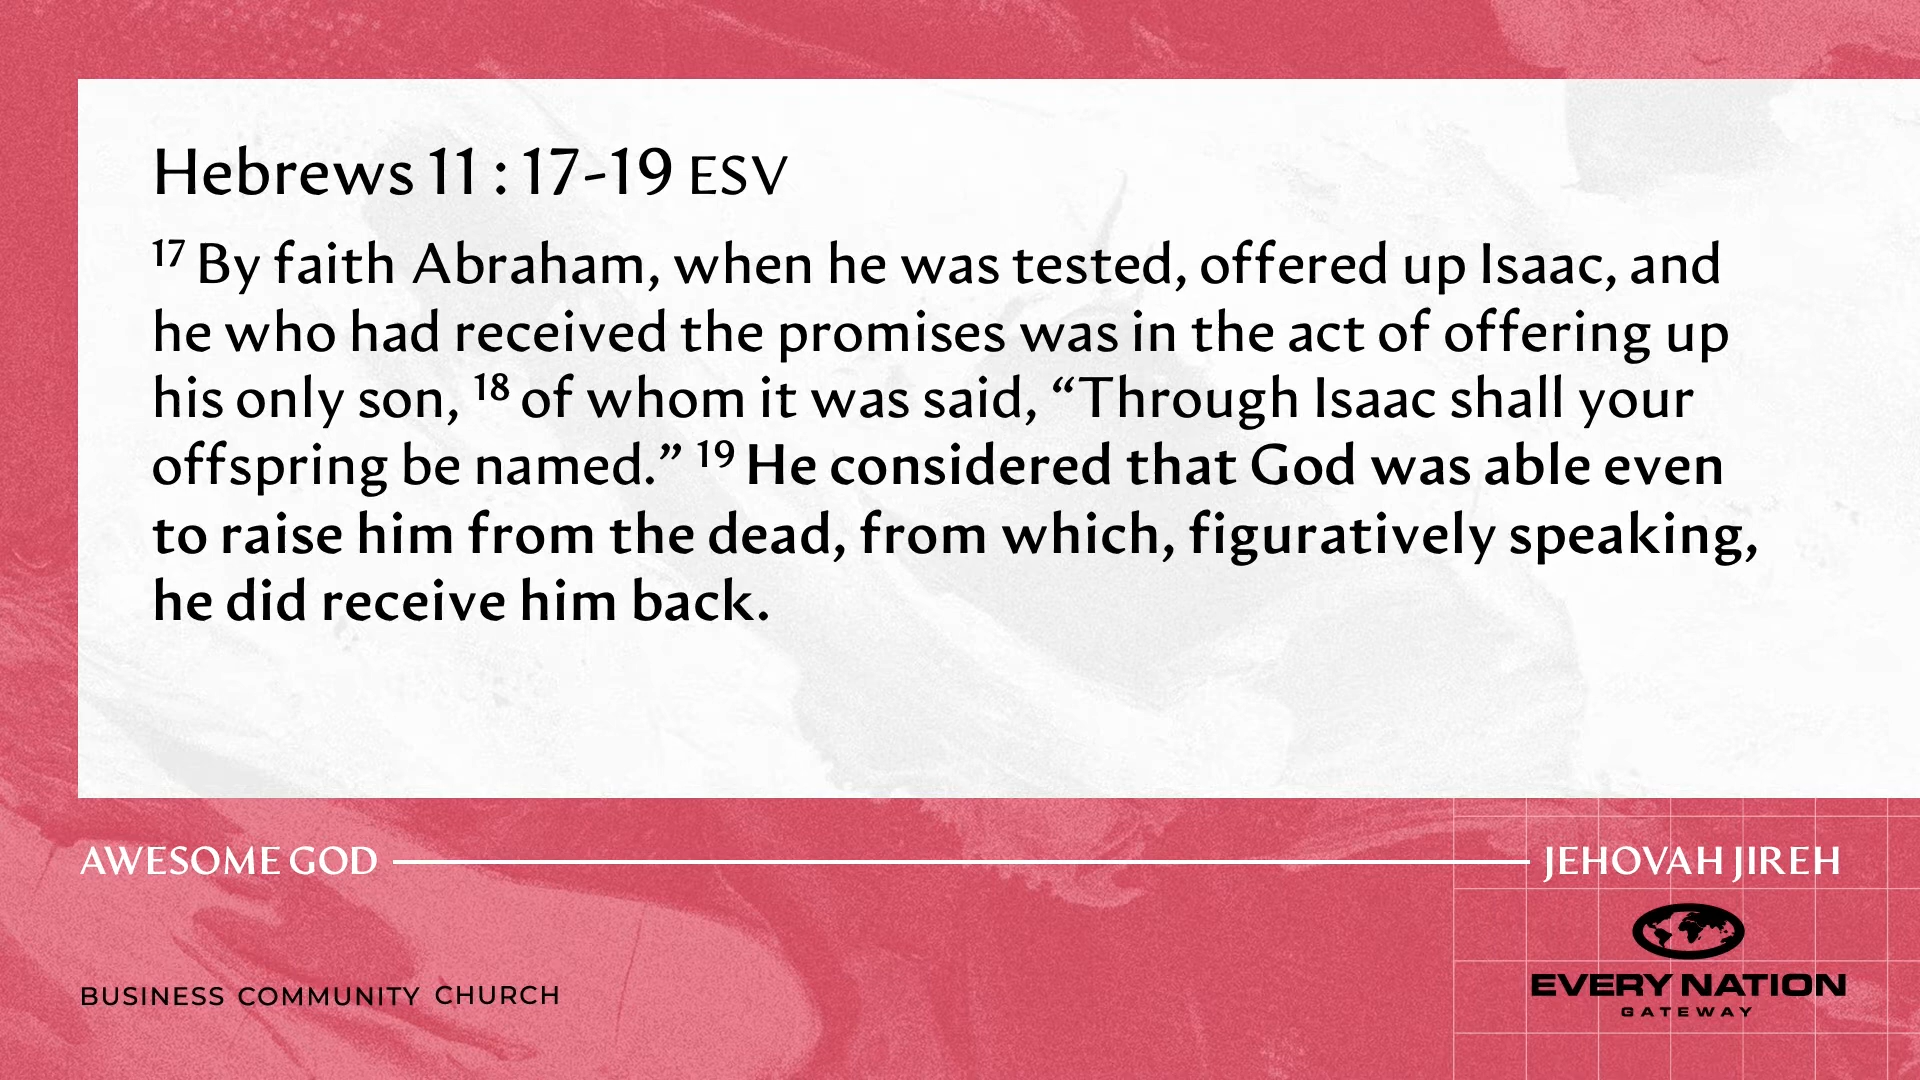 Hebrews 11 : 17-19 ESV
17 By faith Abraham, when he was tested, offered up Isaac, and
he who had received the promises was in the act of offering up
his only son, 18 of whom it was said, “Through Isaac shall your
offspring be named.” 19 He considered that God was able even
to raise him from the dead, from which, figuratively speaking,
he did receive him back.
AWESOME GOD
JEHOVAH JIREH
BUSINESS COMMUNITY CHURCH
EVERY NATION
GATEWAY